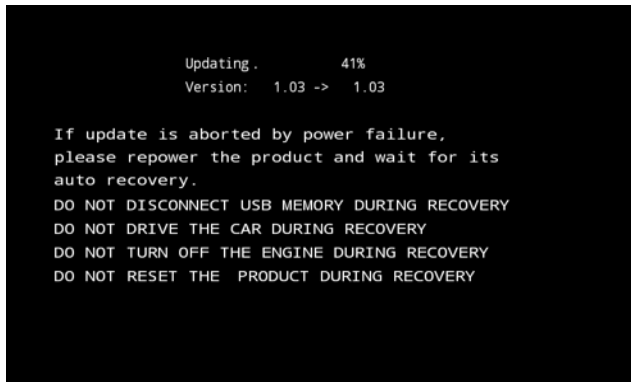 Updating. 41%
Version: 1.03 -> 1.03
If update is aborted by power failure,
please repower the product and wait for its
auto recovery.
DO NOT DISCONNECT USB MEMORY DURING RECOVERY
DO NOT DRIVE THE CAR DURING RECOVERY
DO NOT TURN OFF THE ENGINE DURING RECOVERY
DO NOT RESET THE PRODUCT DURING RECOVERY